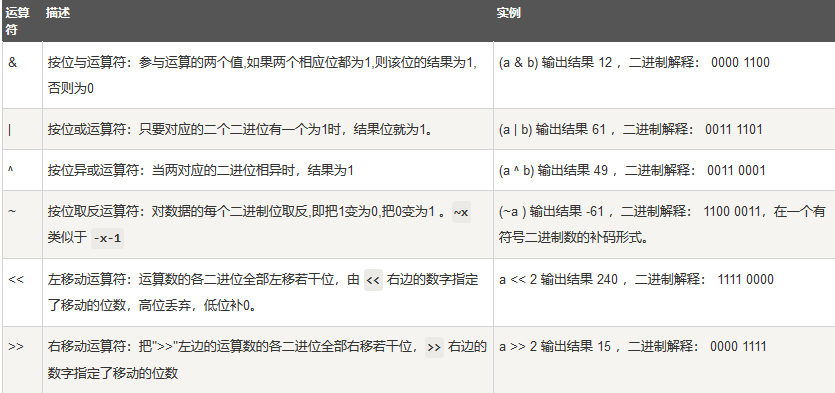 运算符 描述 实例
& 按位与运算符：参与运算的两个值,如果两个相应位都为1,则该位的结果为1,否则为0 (a & b) 输出结果 12 ，二进制解释： 0000 1100
| 按位或运算符：只要对应的二个二进位有一个为1时，结果位就为1。 (a | b) 输出结果 61 ，二进制解释： 0011 1101
^ 按位异或运算符：当两对应的二进位相异时，结果为1 (a ^ b) 输出结果 49 ，二进制解释： 0011 0001
~ 按位取反运算符：对数据的每个二进制位取反,即把1变为0,把0变为1 。~x 类似于 -x-1 (~a ) 输出结果 -61 ，二进制解释： 1100 0011，在一个有符号二进制数的补码形式。
<< 左移动运算符：运算数的各二进位全部左移若干位，由 << 右边的数字指定了移动的位数，高位丢弃，低位补0。 a << 2 输出结果 240 ，二进制解释： 1111 0000
>> 右移动运算符：把">>"左边的运算数的各二进位全部右移若干位，>> 右边的数字指定了移动的位数 a >> 2 输出结果 15 ，二进制解释： 0000 1111